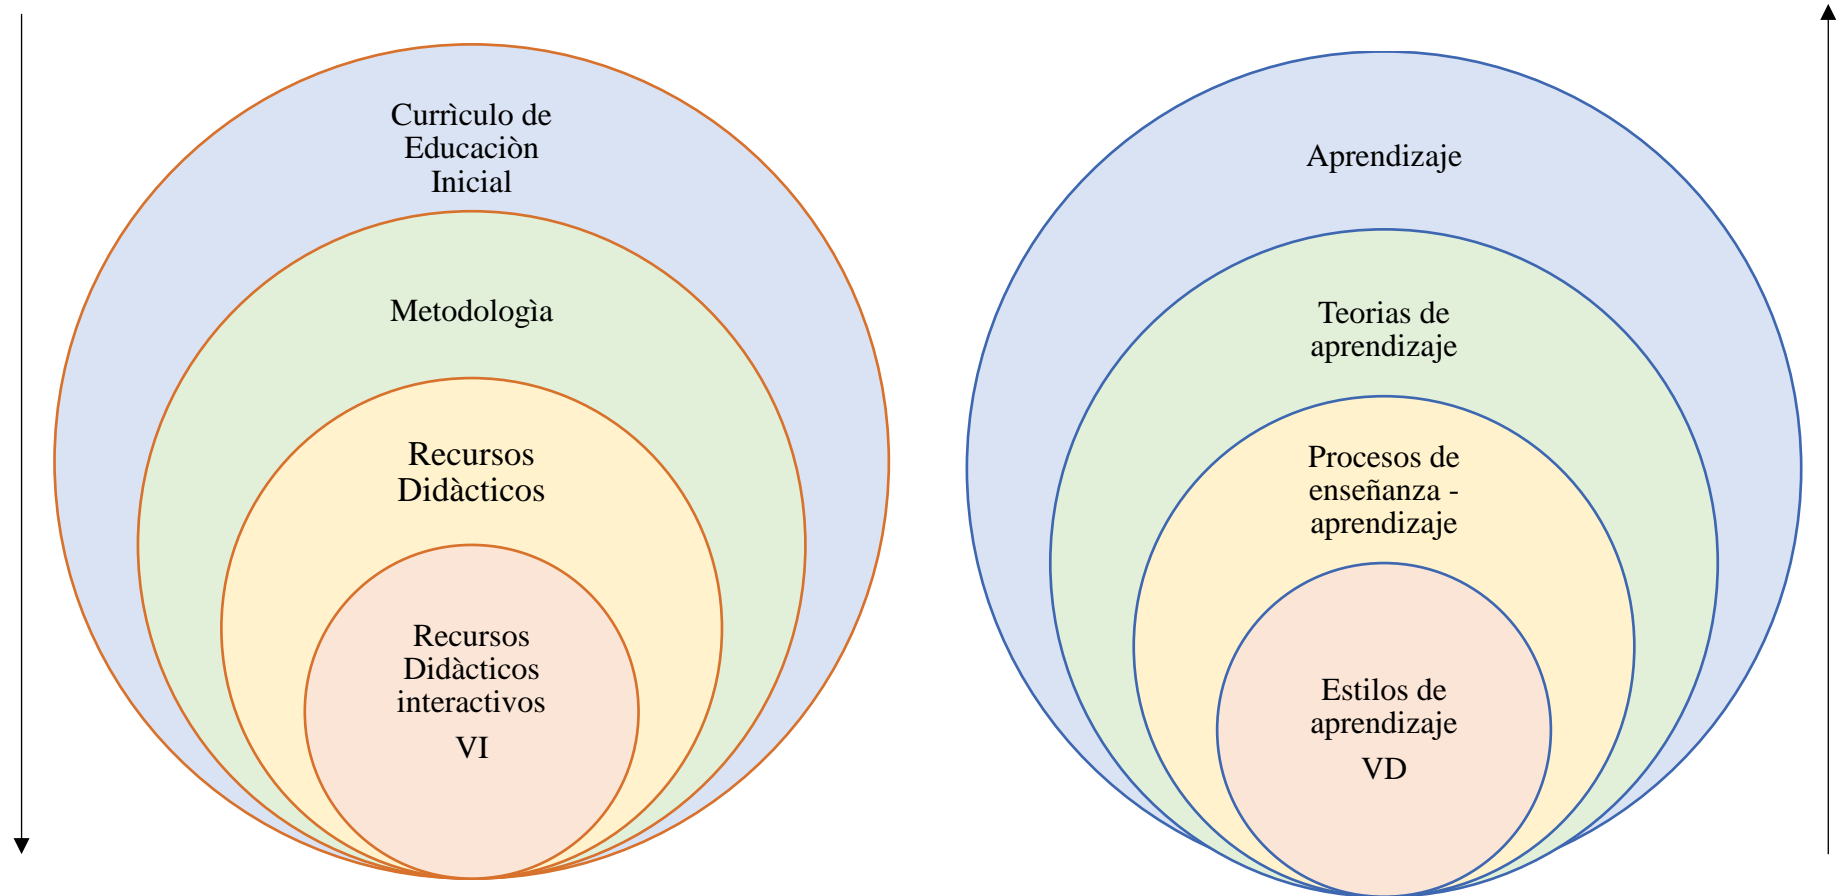 Currìculo de
Educaciòn
Inicial
Metodologìa
Recursos
Didàcticos
Recursos
Didàcticos
interactivos
VI
Aprendizaje
Teorias de
aprendizaje
Procesos de
enseñanza -
aprendizaje
Estilos de
aprendizaje
VD